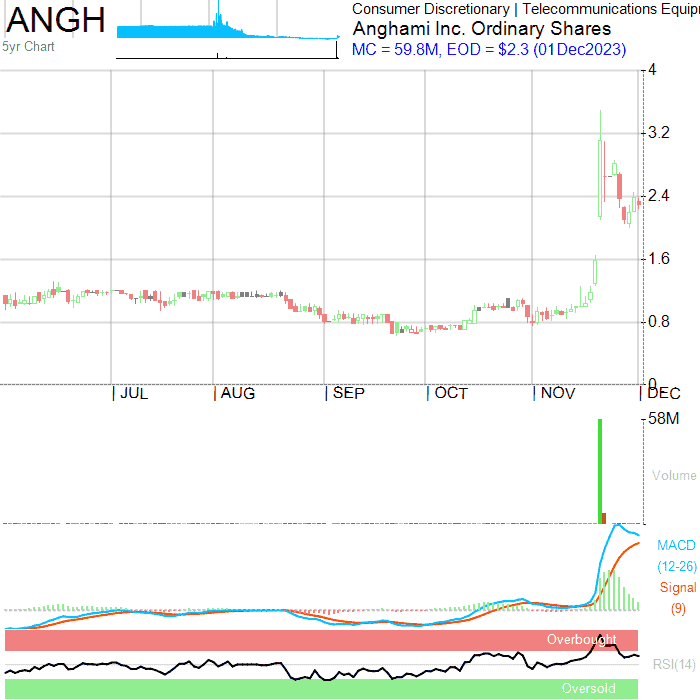 ANGH
5yr Chart
Consumer Discretionary | Telecommunications Equip
Anghami Inc. Ordinary Shares
MC = 59.8M, EOD = $2.3 (01Dec2023)
4
3.2
2.4
1.6
0.8
0
| JUL | AUG | SEP | OCT | NOV | DEC
58M
Volume
MACD
(12-26)
Signal
(9)
Overbought
RSI(14)
Oversold